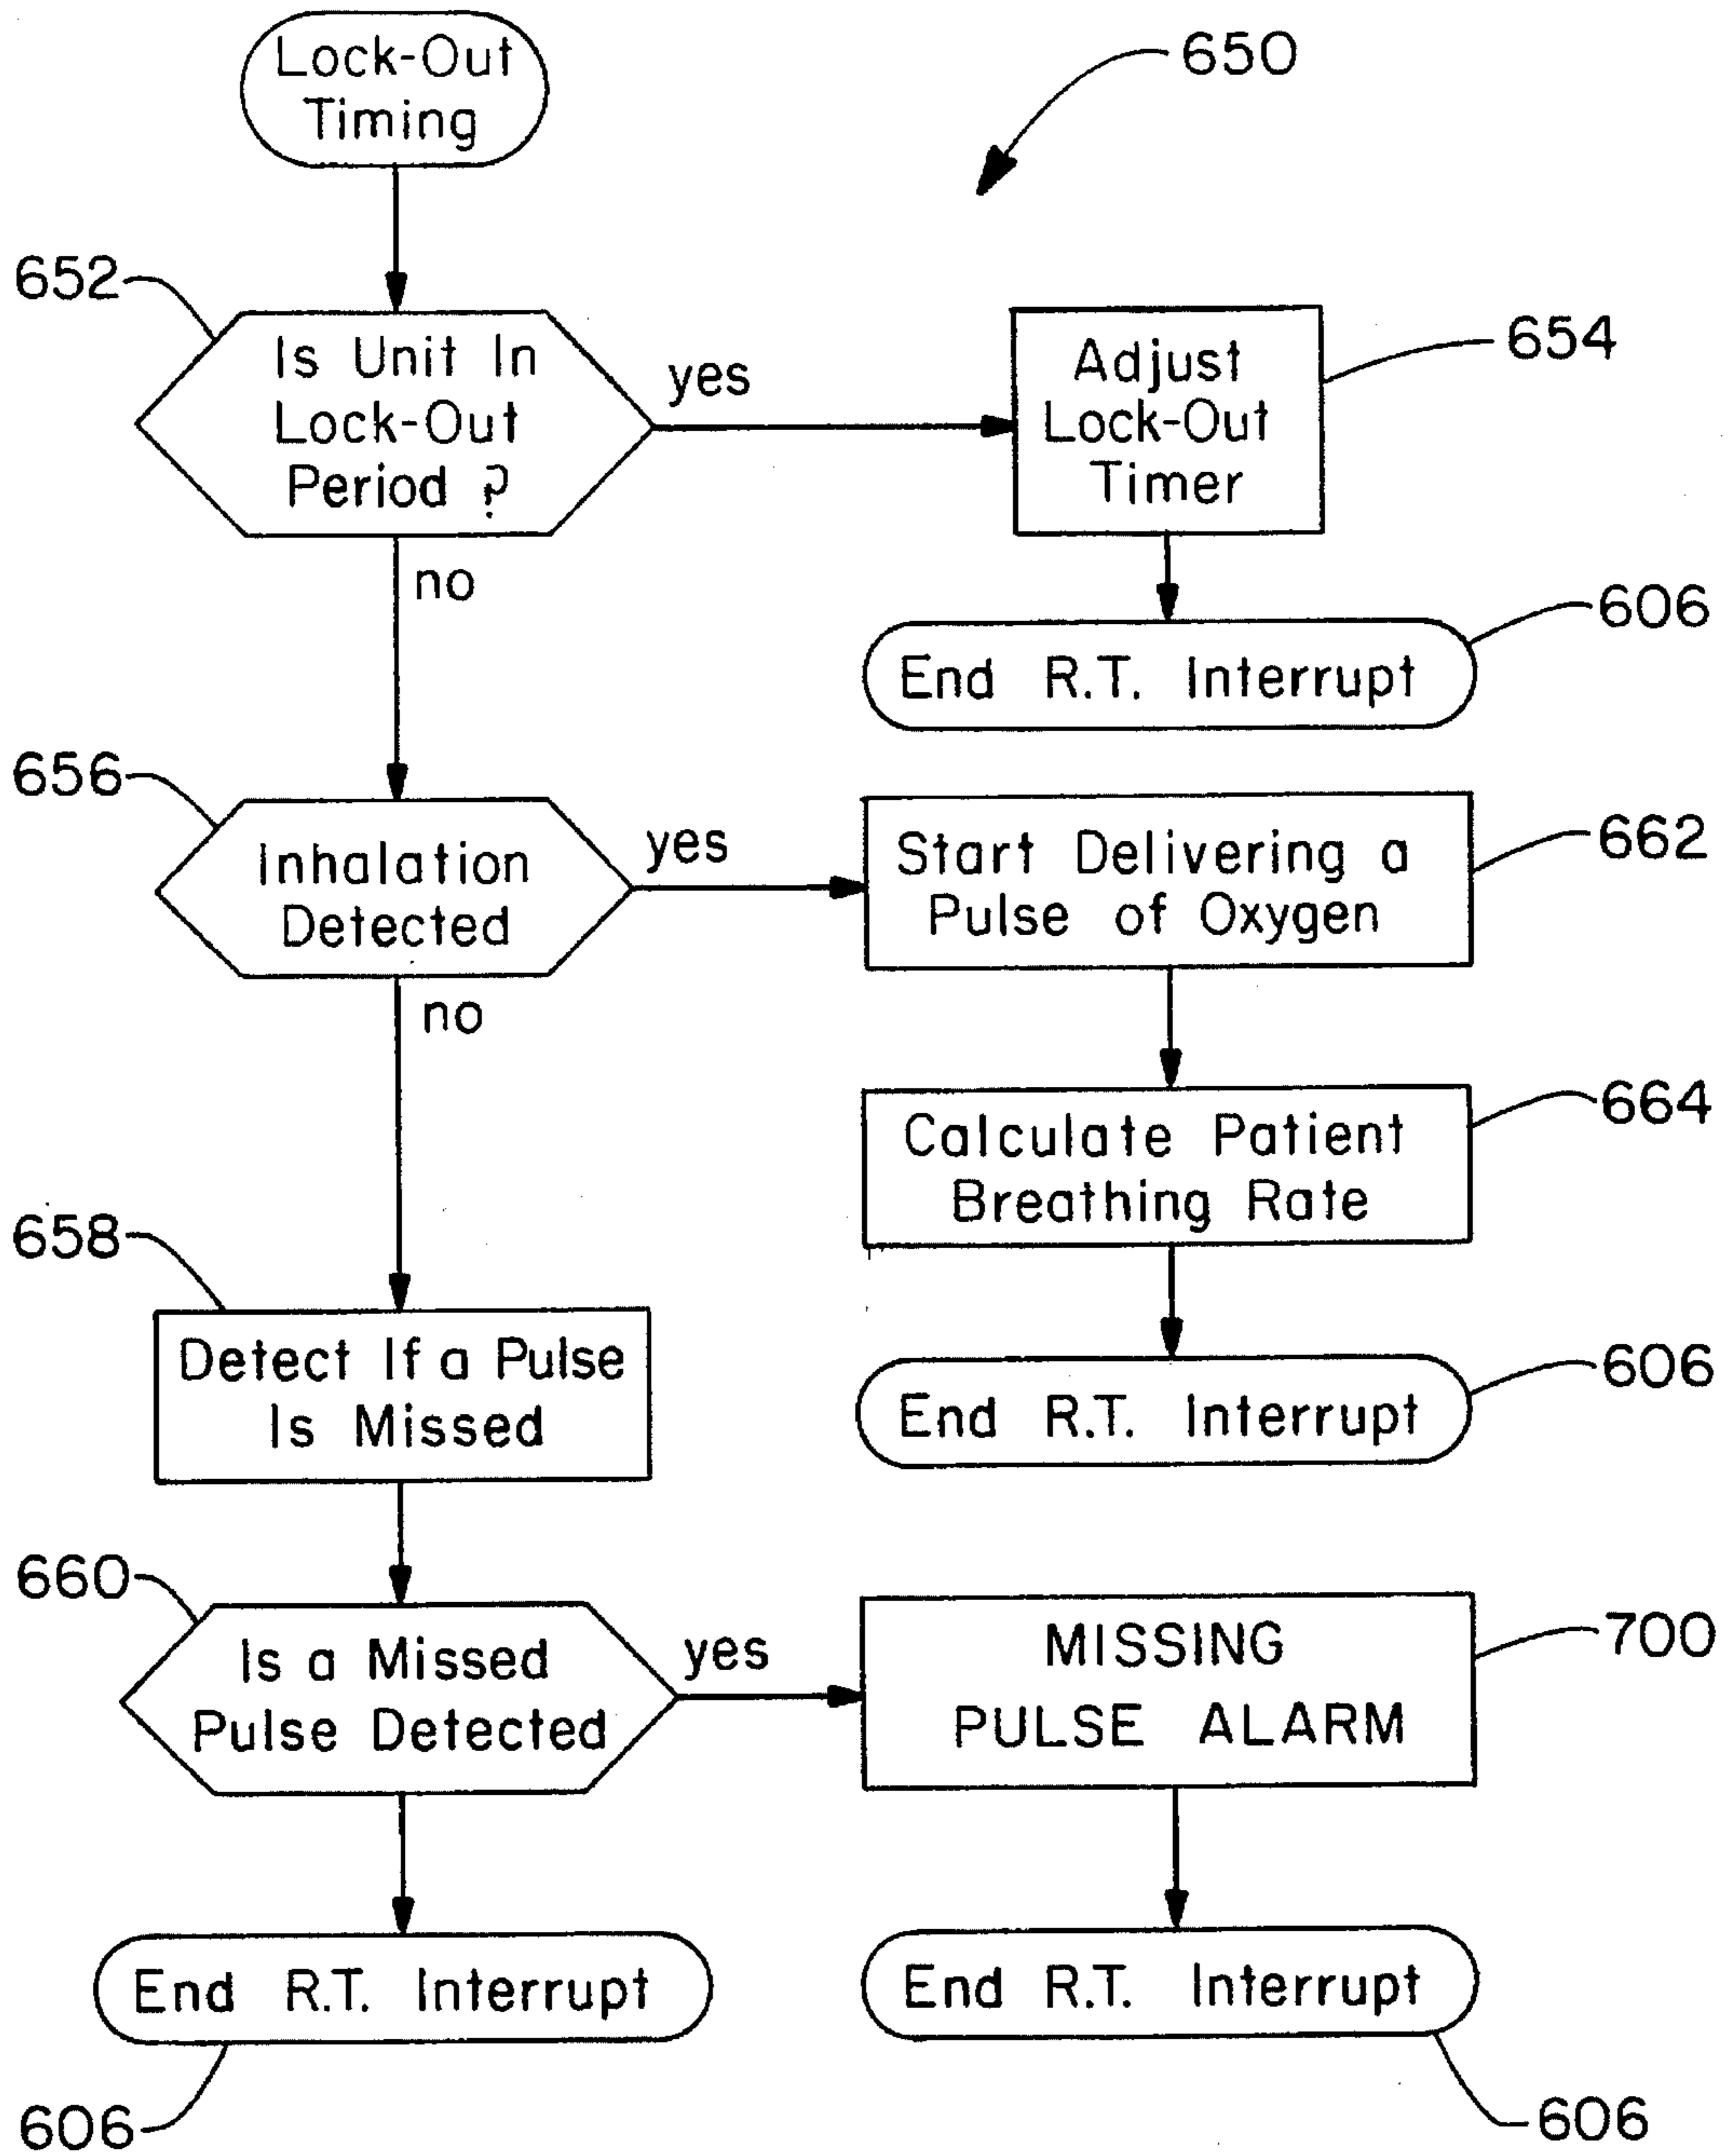 Lock-Out
Timing
650
652
Is Unit In
Lock-Out
Period ?
yes
Adjust
Lock-Out
Timer
654
no
606
End R.T. Interrupt
656
Inhalation
Detected
yes
Start Delivering a
Pulse of Oxygen
662
no
Calculate Patient
Breathing Rate
664
658
Detect If a Pulse
Is Missed
606
End R.T. Interrupt
660
Is a Missed
Pulse Detected
yes
MISSING
PULSE ALARM
700
End R.T. Interrupt
606
End R.T. Interrupt
606